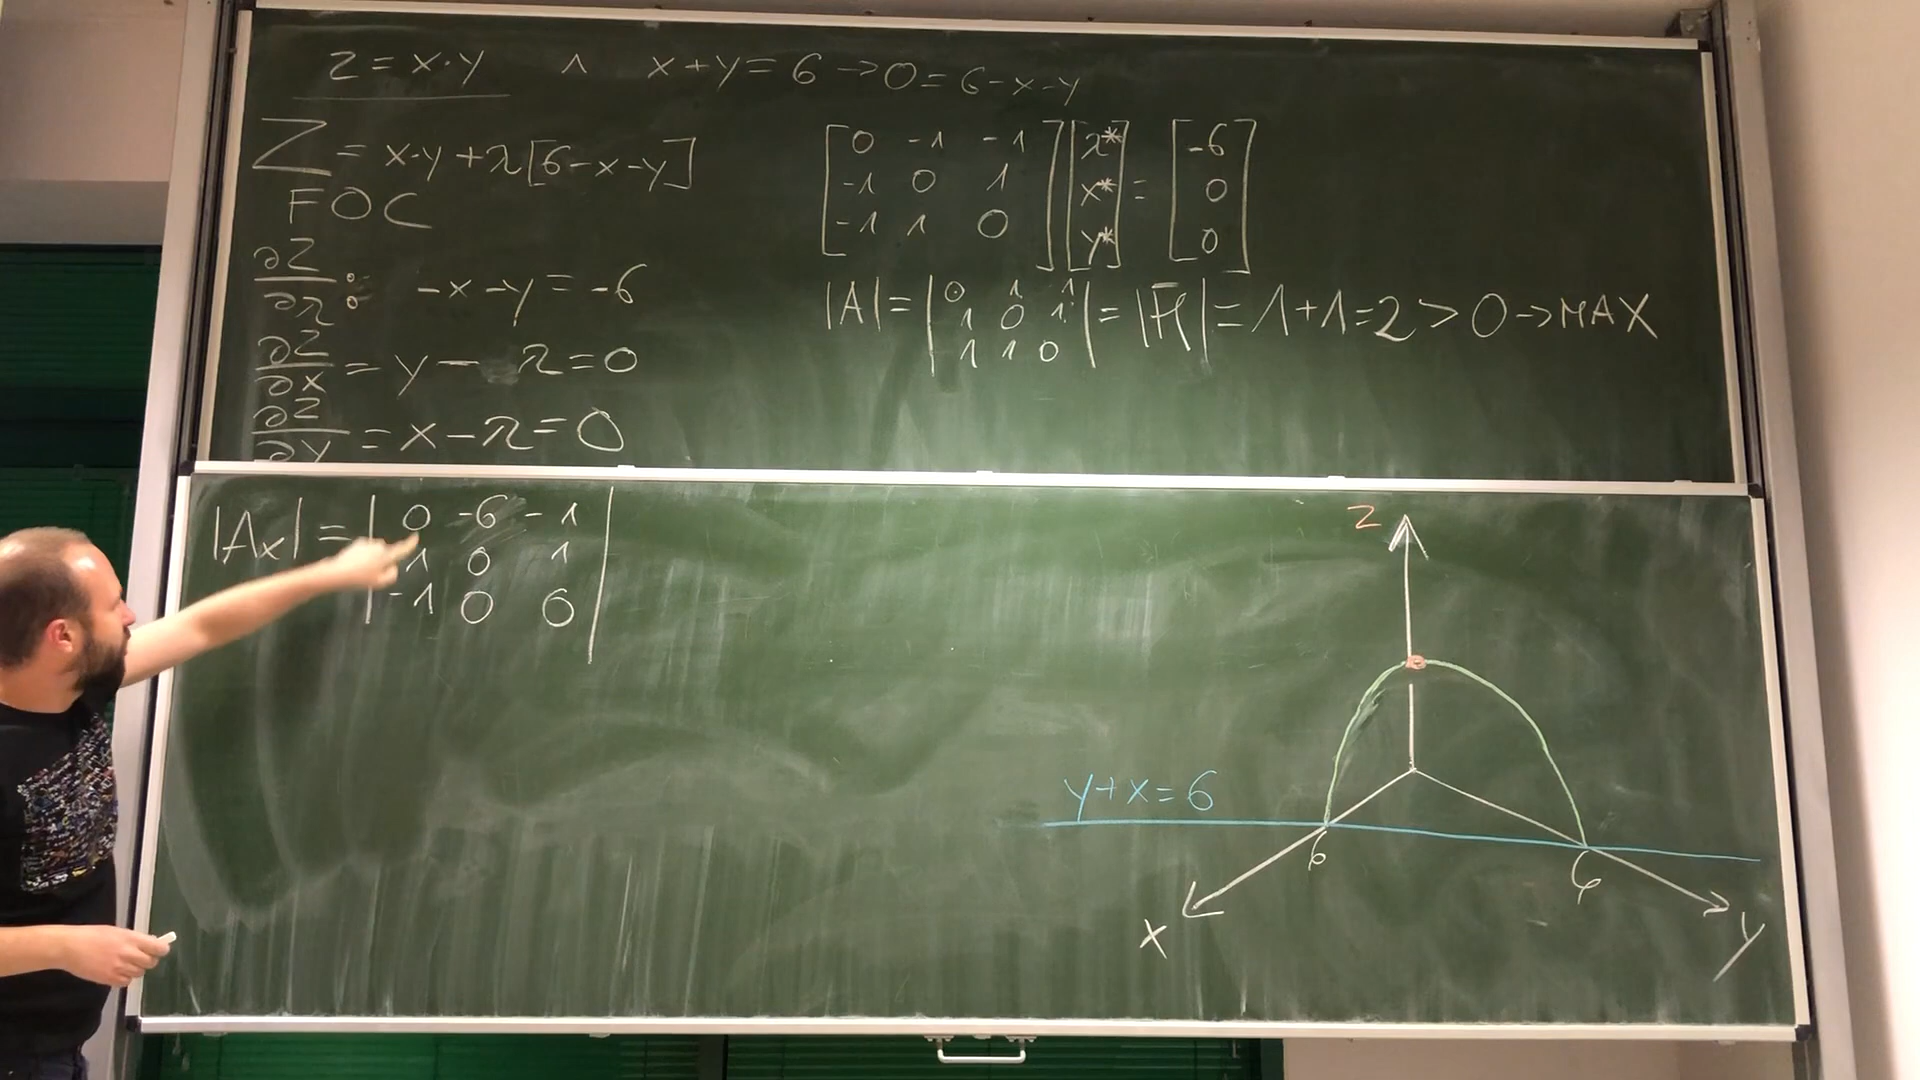 z = x·y ∧ x+y=6 → 0=6-x-y
Z = x·y + λ[6-x-y]
FOC
∂Z/∂λ: -x-y = -6
∂Z/∂x = y - λ = 0
∂Z/∂y = x - λ = 0
[0 -1 -1] [λ*] = [-6]
[-1 0 1] [x*] [0]
[-1 1 0] [y*] [0]
|A| = |0 1 1| = |H̄| = 1+1=2 > 0 → MAX
|1 0 1|
|1 1 0|
|Ax| = |0 -6 -1|
|1 0 1|
|-1 0 0|
z
y+x=6
6
6
x
y